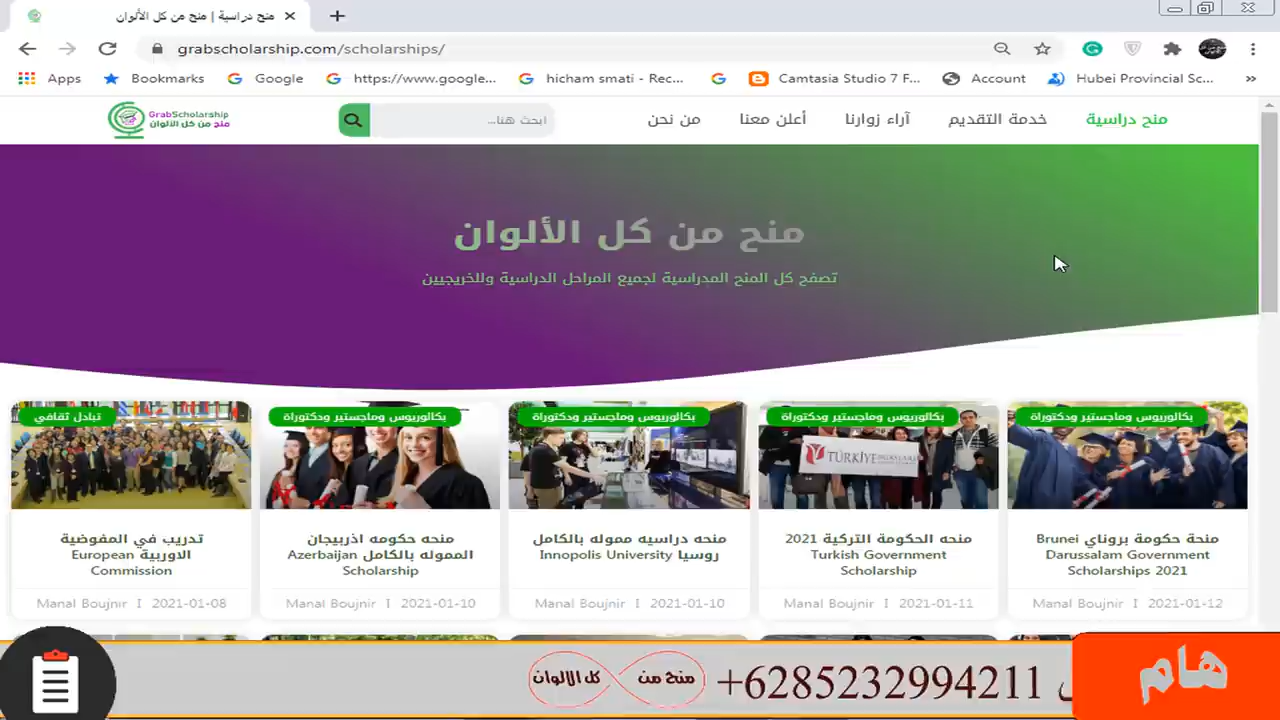 منح دراسية | منح من كل الألوان
grabscholarship.com/scholarships/
Apps
Bookmarks
Google
https://www.google...
hicham smati - Rec...
Camtasia Studio 7 F...
Account
Hubei Provincial Sc...
»
منح دراسية
خدمة التقديم
آراء زوارنا
أعلن معنا
من نحن
ابحث هنا...
GrabScholarship
منح من كل الألوان
منح من كل الألوان
تصفح كل المنح المدراسية لجميع المراحل الدراسية وللخريجيين
بكالوريوس وماجستير ودكتوراة
منحة حكومة بروناي Brunei
Darussalam Government
Scholarships 2021
Manal Boujnir I 2021-01-12
بكالوريوس وماجستير ودكتوراة
TÜRKİYE
منحه الحكومة التركية 2021
Turkish Government
Scholarship
Manal Boujnir I 2021-01-11
بكالوريوس وماجستير ودكتوراة
منحه دراسيه مموله بالكامل
روسيا Innopolis University
Manal Boujnir I 2021-01-10
بكالوريوس وماجستير ودكتوراة
منحه حكومه اذربيجان
المموله بالكامل Azerbaijan
Scholarship
Manal Boujnir I 2021-01-10
تبادل ثقافي
تدريب في المفوضية
الاوربية European
Commission
Manal Boujnir I 2021-01-08
هام
+6285232994211
منح من
كل الالوان